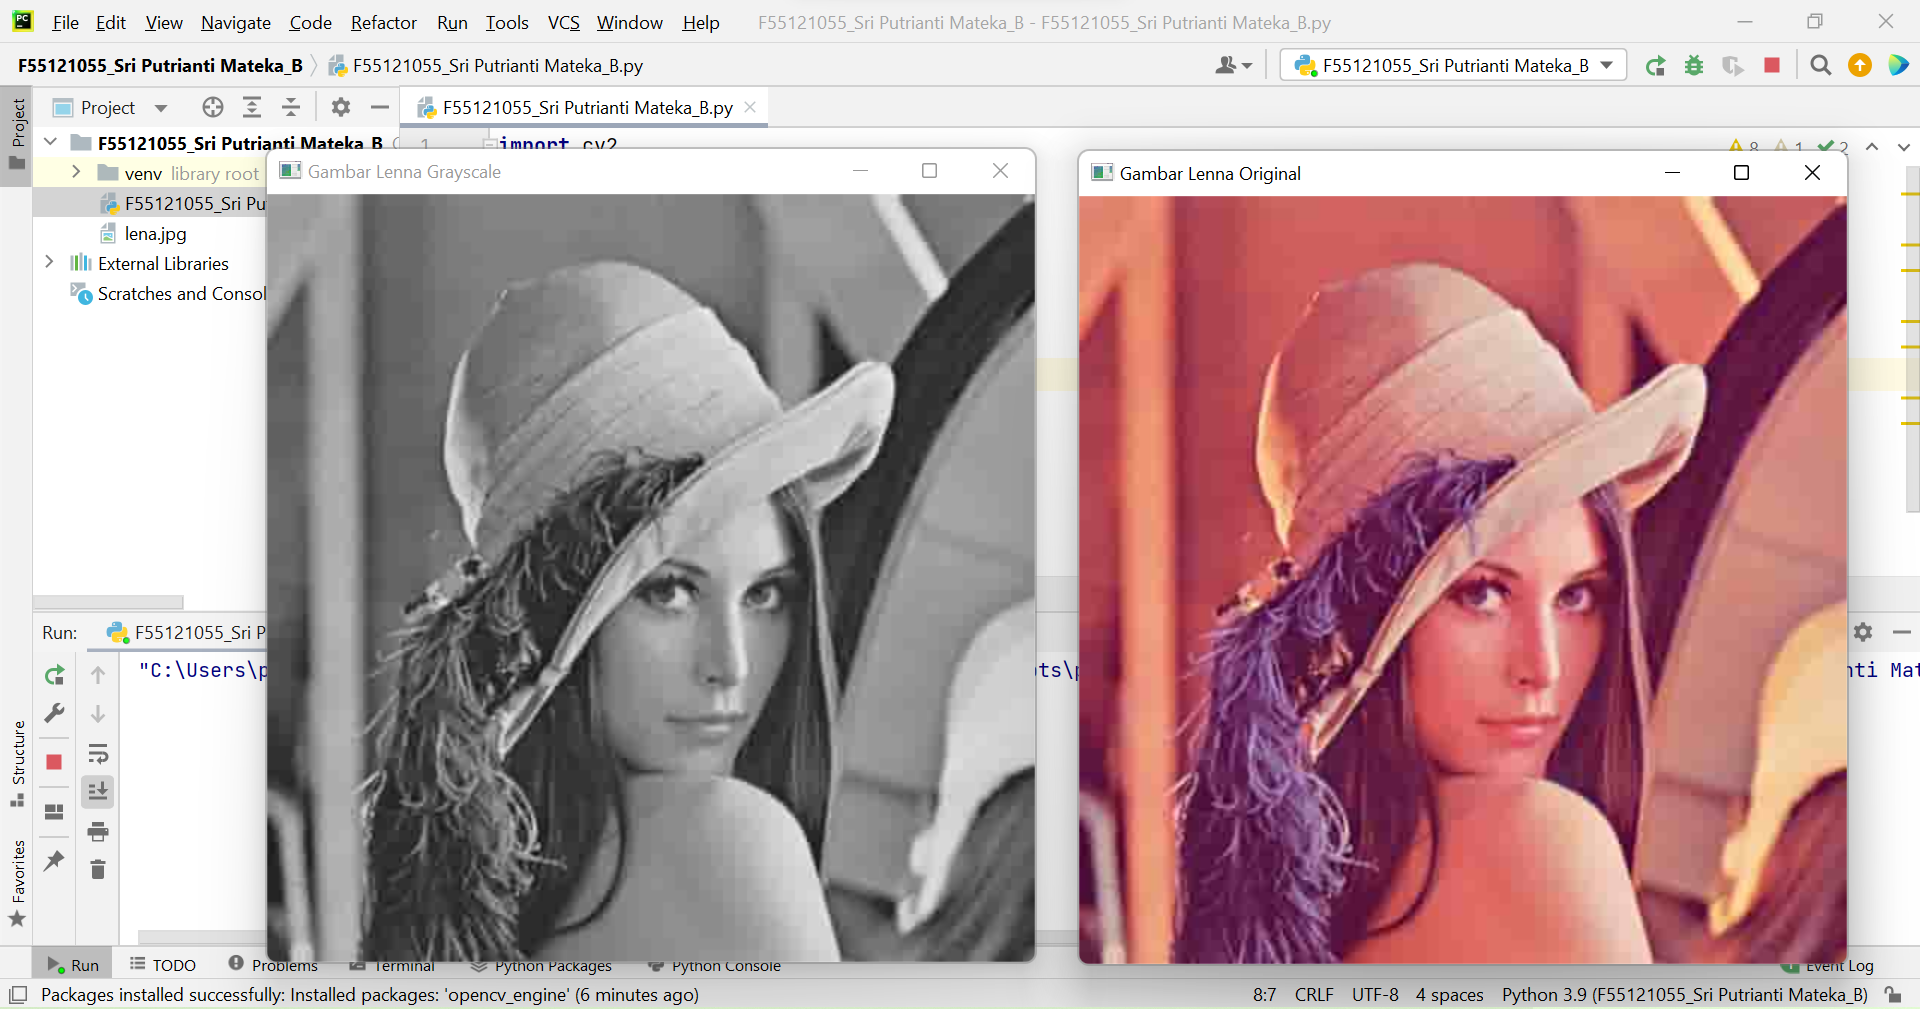 File Edit View Navigate Code Refactor Run Tools VCS Window Help F55121055_Sri Putrianti Mateka_B - F55121055_Sri Putrianti Mateka_B.py
F55121055_Sri Putrianti Mateka_B F55121055_Sri Putrianti Mateka_B.py F55121055_Sri Putrianti Mateka_B
Project F55121055_Sri Putrianti Mateka_B.py
Project
F55121055_Sri Putrianti Mateka_B
1 import cv2
8 1 2
venv library root
F55121055_Sri Pu
lena.jpg
External Libraries
Scratches and Consol
Gambar Lenna Grayscale
Gambar Lenna Original
Run: F55121055_Sri P
"C:\Users\p ts\p nti Mat
Structure
Favorites
Run TODO Problems Terminal Python Packages Python Console Event Log
Packages installed successfully: Installed packages: 'opencv_engine' (6 minutes ago) 8:7 CRLF UTF-8 4 spaces Python 3.9 (F55121055_Sri Putrianti Mateka_B)